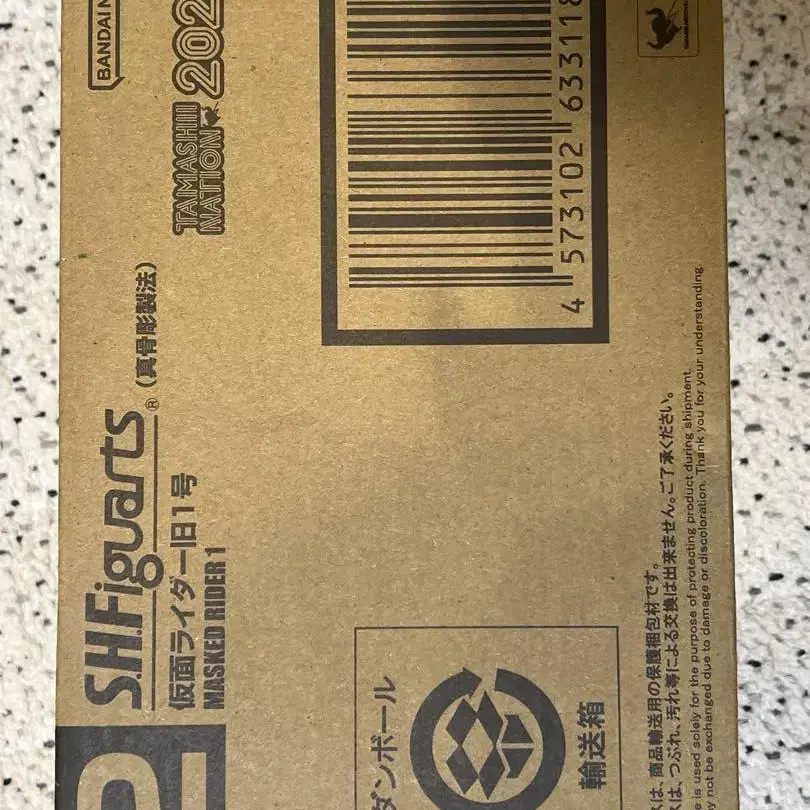 S.H.Figuarts® (真骨彫製法)
仮面ライダー旧1号
MASKED RIDER 1
BANDAI N
TAMASHII
NATION 202
4 573102 633118
ダンボール
輸送箱
は、商品輸送用の保護梱包材です。
は、つぶれ、汚れ等による交換は出来ません。ご了承ください。
e is used solely for the purpose of protecting product during shipment.
y not be exchanged due to damage or discoloration. Thank you for your understanding.